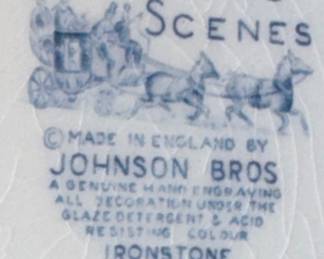 SCENES
© MADE IN ENGLAND BY
JOHNSON BROS
A GENUINE HAND ENGRAVING
ALL DECORATION UNDER THE
GLAZE DETERGENT & ACID
RESISTING COLOUR
IRONSTONE